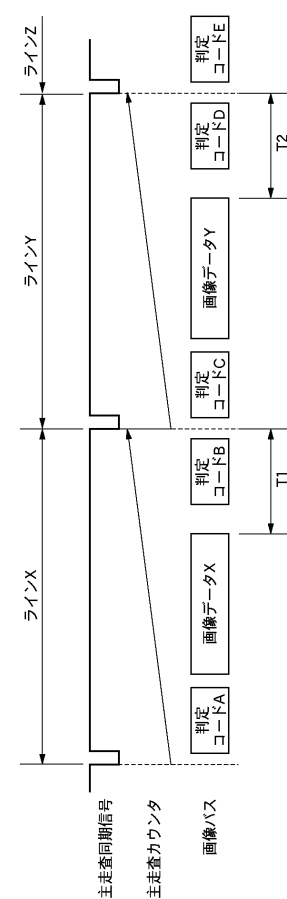 ラインX
ラインY
ラインZ
主走査同期信号
主走査カウンタ
画像バス
判定
コードA
画像データX
判定
コードB
判定
コードC
画像データY
判定
コードD
判定
コードE
T1
T2